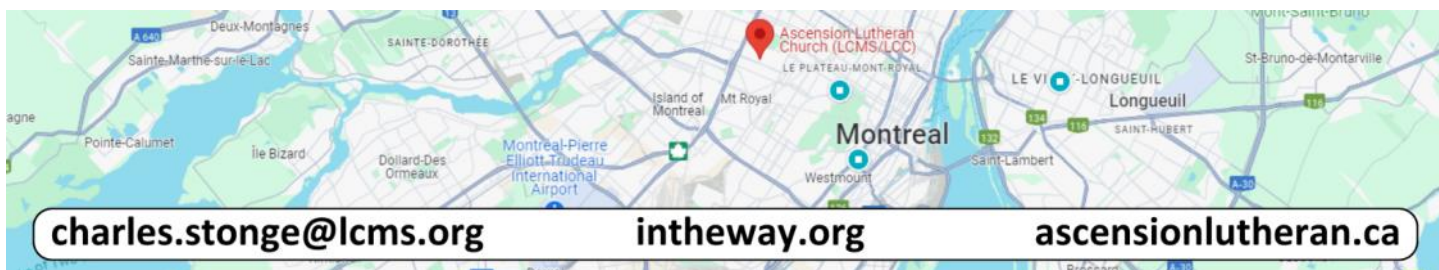 Deux-Montagnes
A 640
13
SAINTE-DOROTHÉE
Ascension Lutheran
Church (LCMS/LCC)
Sainte-Marthe-sur-le-Lac
LE PLATEAU-MONT-ROYAL
St-Bruno-de-Montarville
Longueuil
Island of
Montreal
Mt Royal
116
134
132
116
SAINT-HUBERT
Montreal
Pointe-Calumet
Île Bizard
Dollard-Des
Ormeaux
Montréal-Pierre
Elliott Trudeau
International
Airport
Westmount
Saint-Lambert
A-30
charles.stonge@lcms.org intheway.org ascensionlutheran.ca